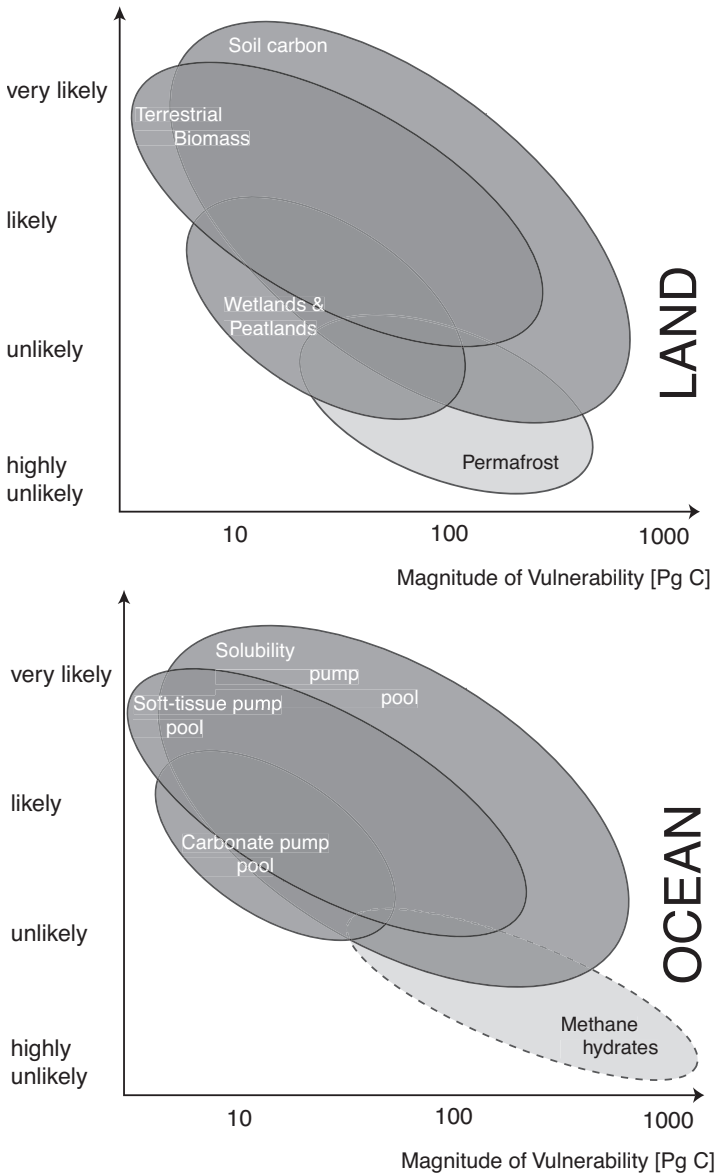 Soil carbon
very likely
Terrestrial
Biomass
likely
Wetlands &
Peatlands
unlikely
LAND
highly
unlikely
Permafrost
10 100 1000
Magnitude of Vulnerability [Pg C]
Solubility
pump
pool
very likely
Soft-tissue pump
pool
likely
Carbonate pump
pool
unlikely
OCEAN
Methane
hydrates
highly
unlikely
10 100 1000
Magnitude of Vulnerability [Pg C]